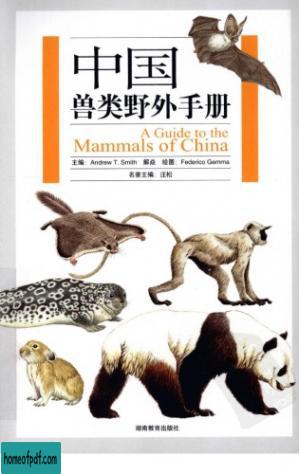 中国
兽类野外手册
A Guide to the
Mammals of China
主编: Andrew T. Smith 解焱 绘图: Federico Gemma
名誉主编: 汪松
湖南教育出版社
homeofpdf.com